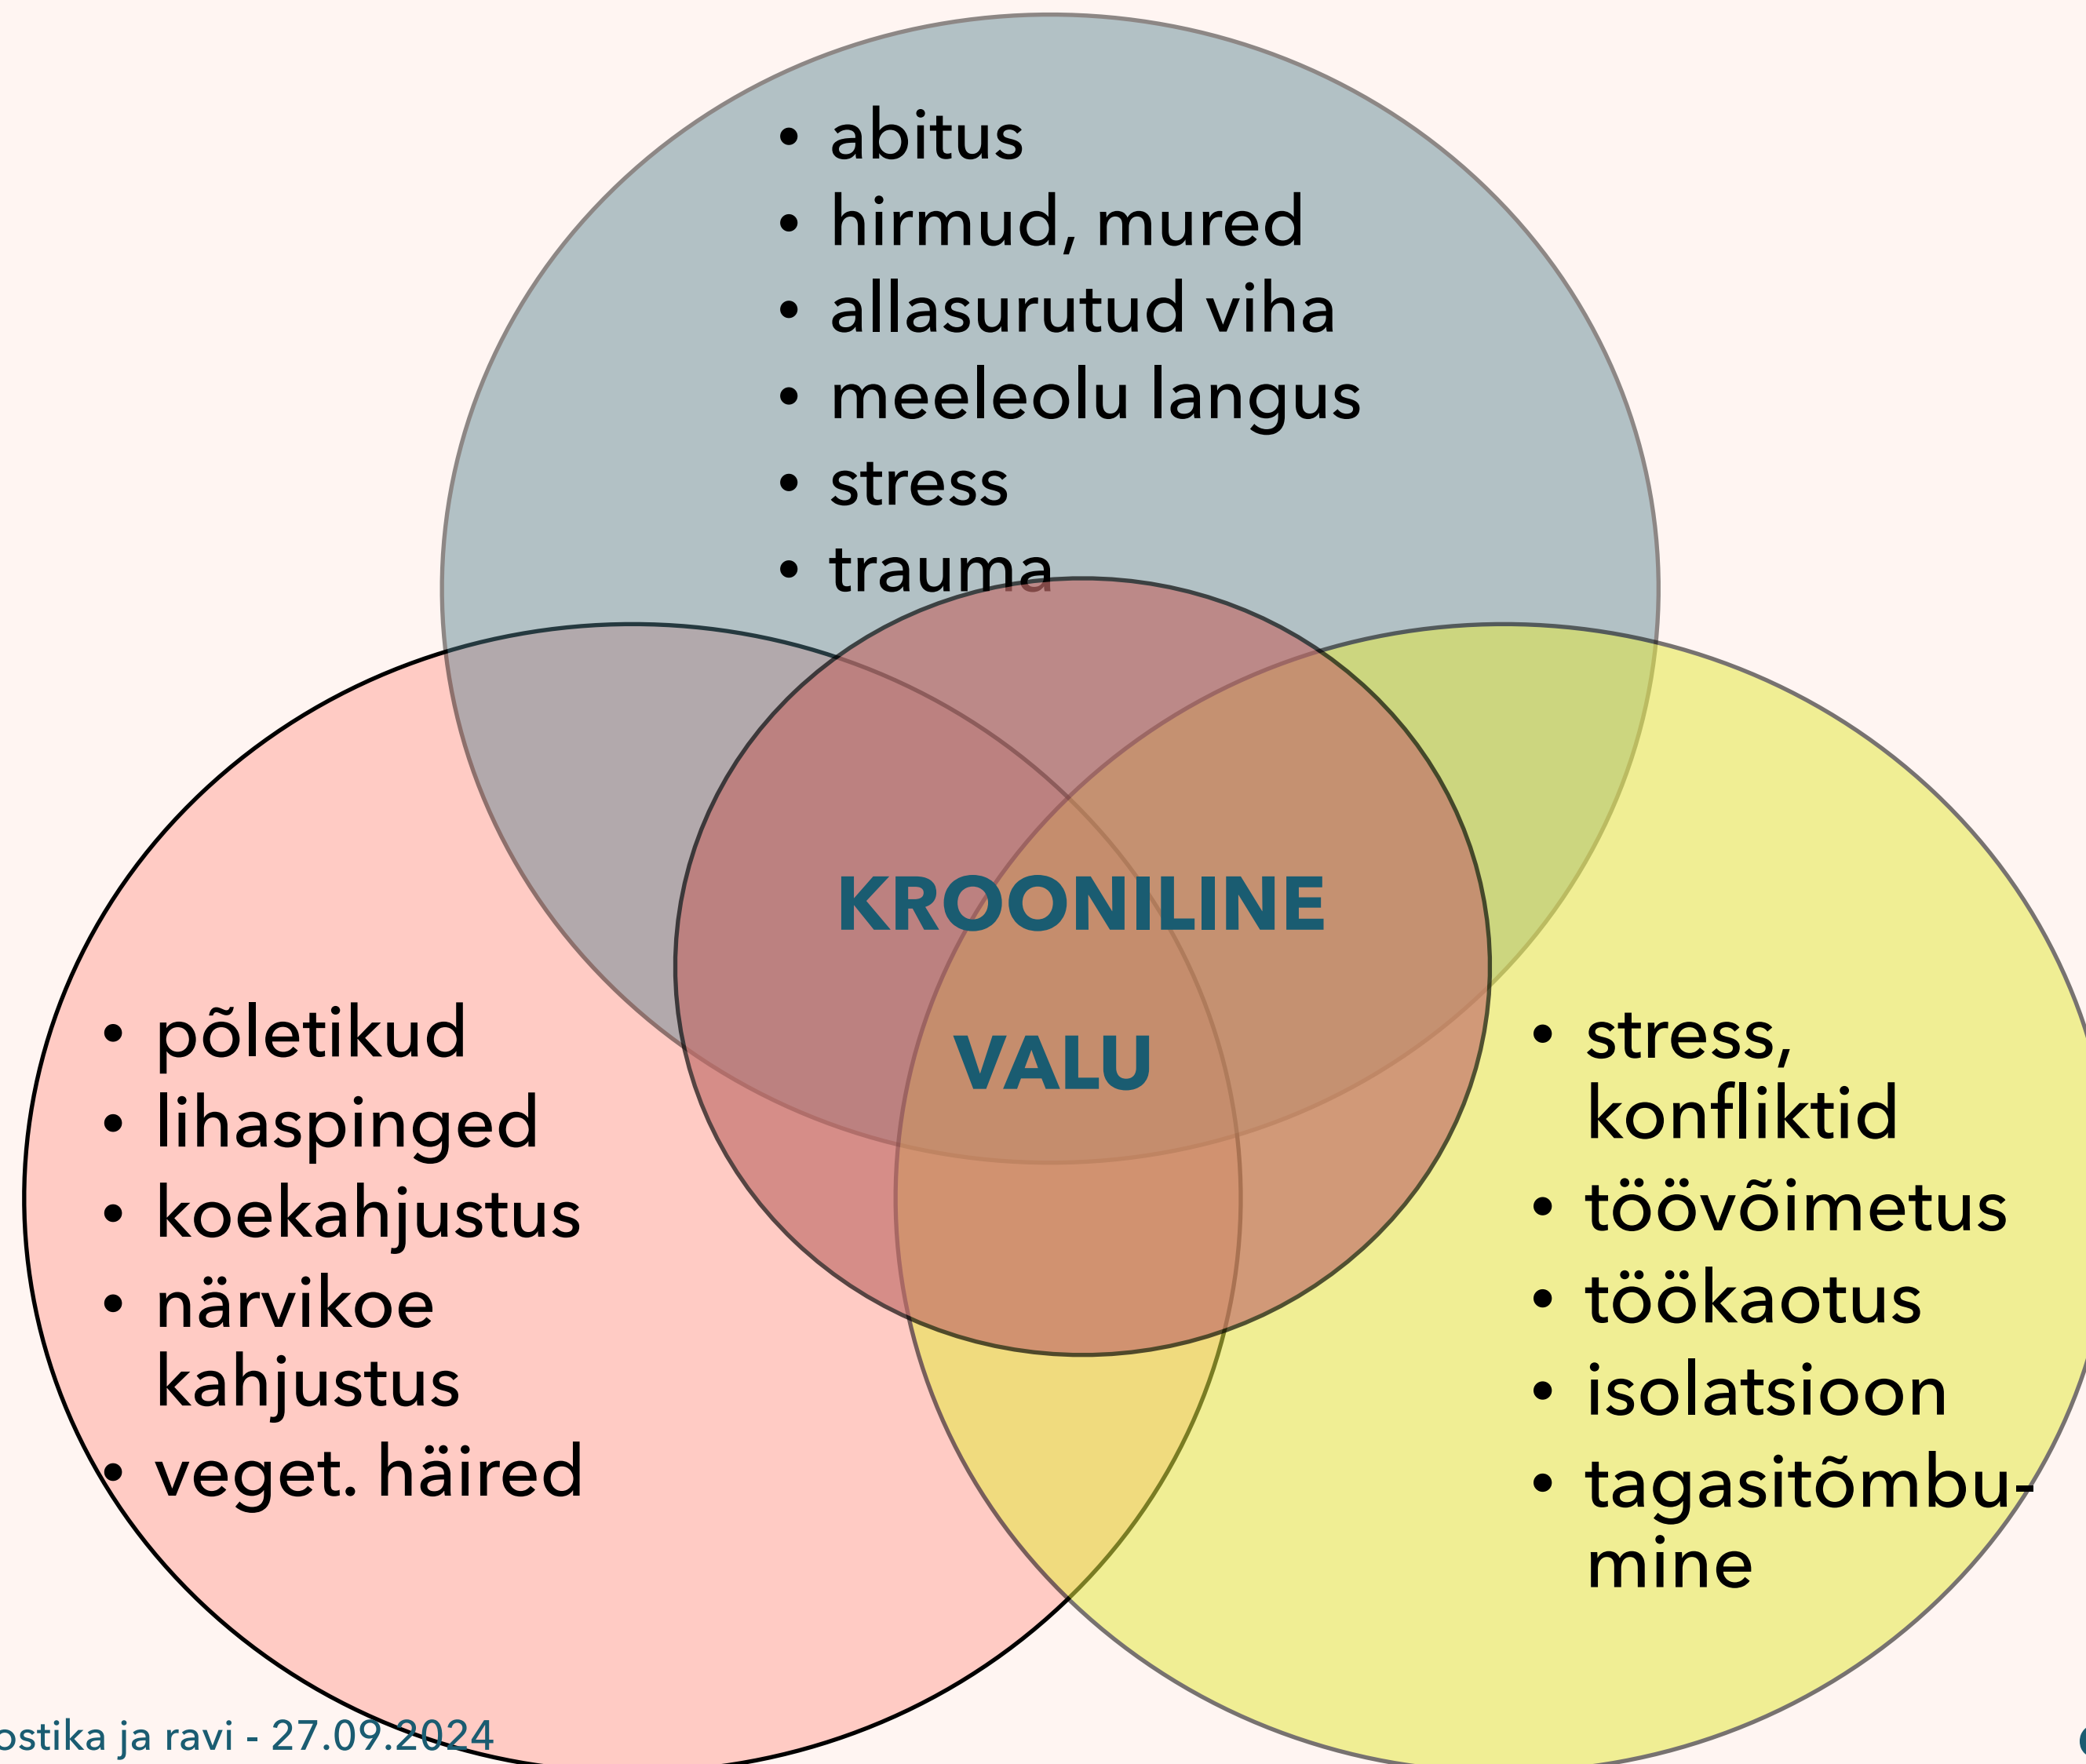 • abitus
• hirmud, mured
• allasurutud viha
• meeleolu langus
• stress
• trauma
KROONILINE
VALU
• põletikud
• lihaspinged
• koekahjustus
• närvikoe
kahjustus
• veget. häired
• stress,
konfliktid
• töövõimetus
• töökaotus
• isolatsioon
• tagasitõmbu-
mine
ja ravi - 27.09.2024